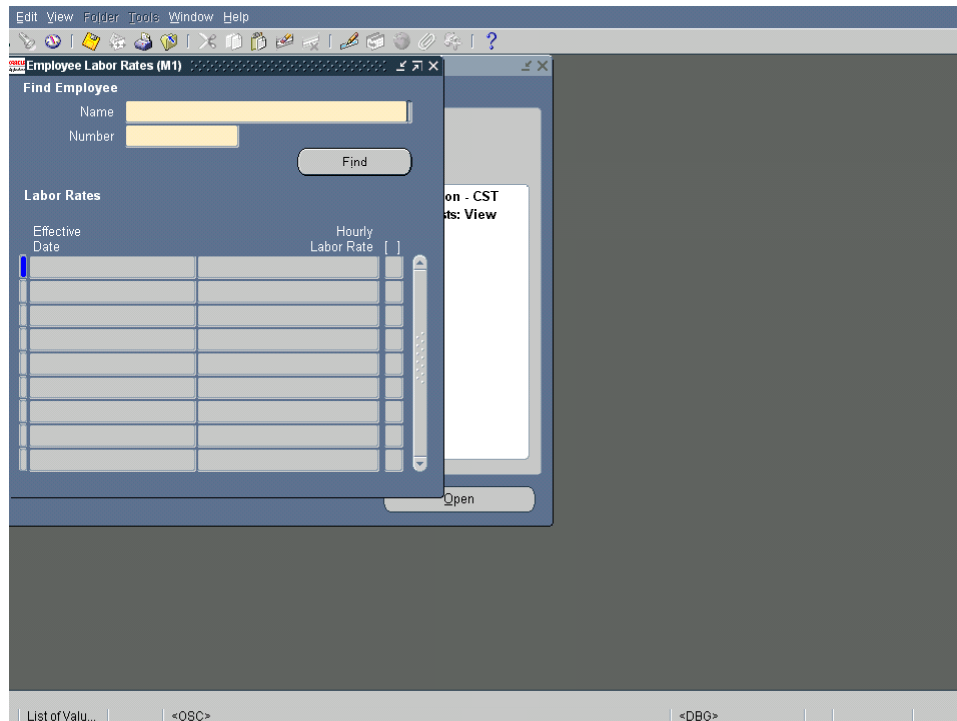 Edit View Folder Tools Window Help
Employee Labor Rates (M1)
Find Employee
Name
Number
Find
Labor Rates
Effective Date
Hourly Labor Rate
[ ]
on - CST
sts: View
Open
List of Valu...
<OSC>
<DBG>